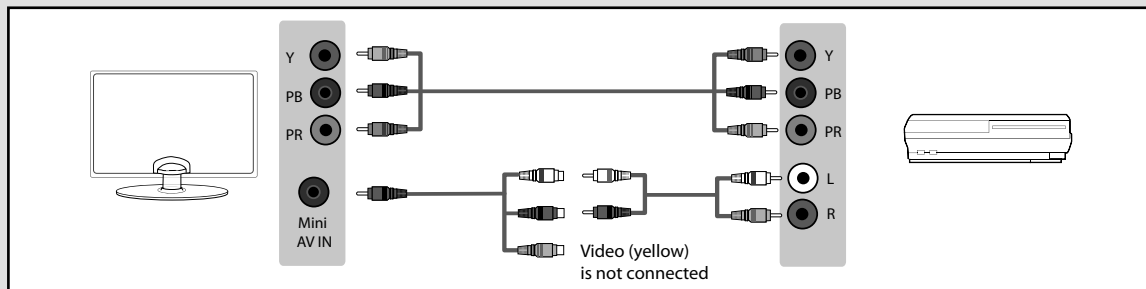 Y
PB
PR
Mini
AV IN
Video (yellow)
is not connected
Y
PB
PR
L
R